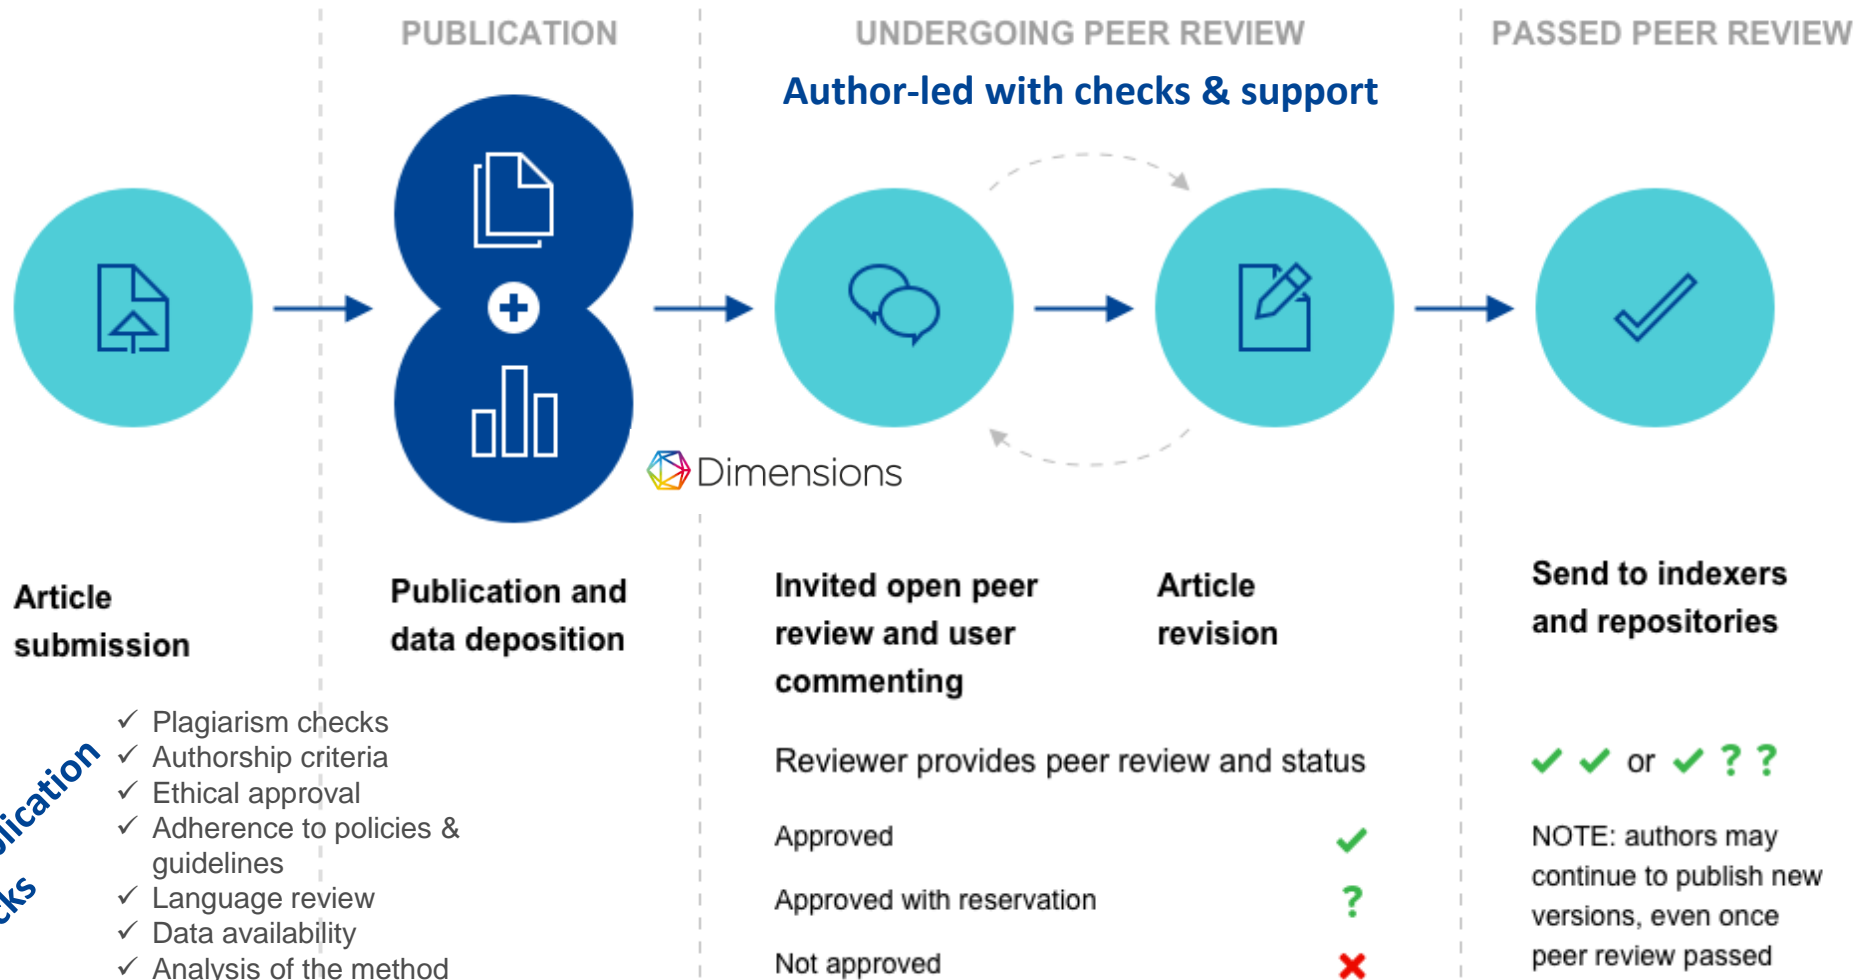 PUBLICATION
UNDERGOING PEER REVIEW
PASSED PEER REVIEW
Author-led with checks & support
Dimensions
Article
submission
Publication and
data deposition
Invited open peer
review and user
commenting
Article
revision
Send to indexers
and repositories
✓ Plagiarism checks
✓ Authorship criteria
✓ Ethical approval
✓ Adherence to policies &
guidelines
✓ Language review
✓ Data availability
✓ Analysis of the method
Reviewer provides peer review and status
Approved ✔
Approved with reservation ?
Not approved ✖
✔ ✔ or ✔ ? ?
NOTE: authors may
continue to publish new
versions, even once
peer review passed